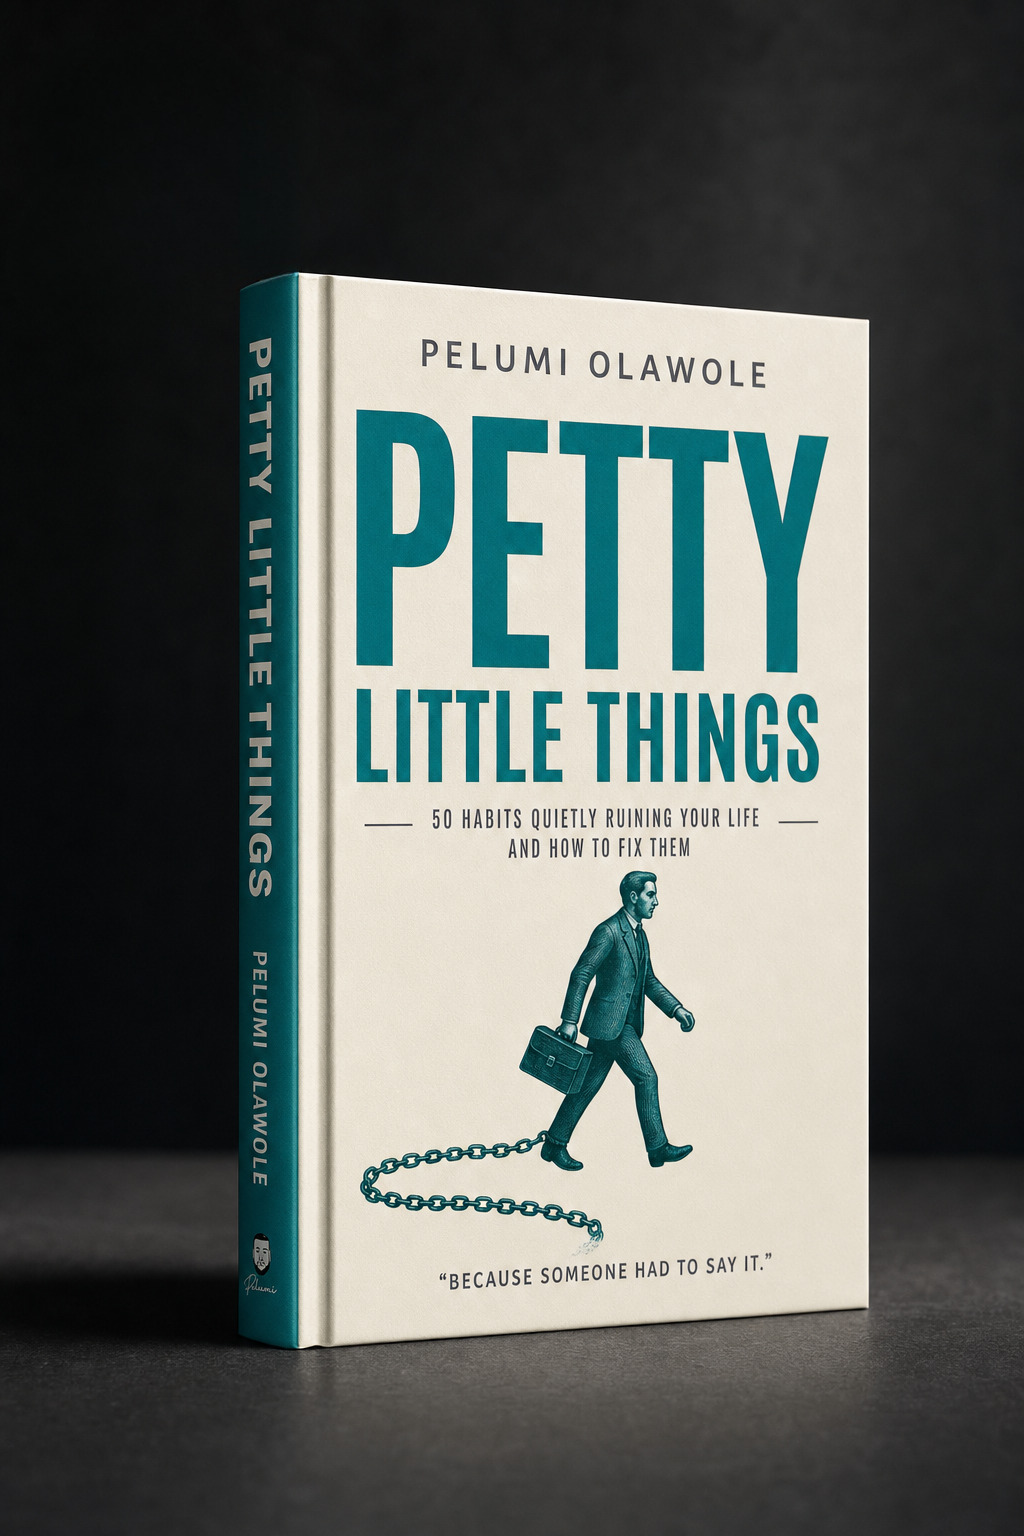 PELUMI OLAWOLE
PETTY
LITTLE THINGS
50 HABITS QUIETLY RUINING YOUR LIFE
AND HOW TO FIX THEM
“BECAUSE SOMEONE HAD TO SAY IT.”
PETTY LITTLE THINGS
PELUMI OLAWOLE
Pelumi